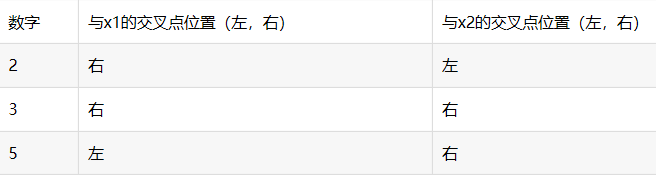 数字 与x1的交叉点位置（左，右） 与x2的交叉点位置（左，右）
2 右 左
3 右 右
5 左 右